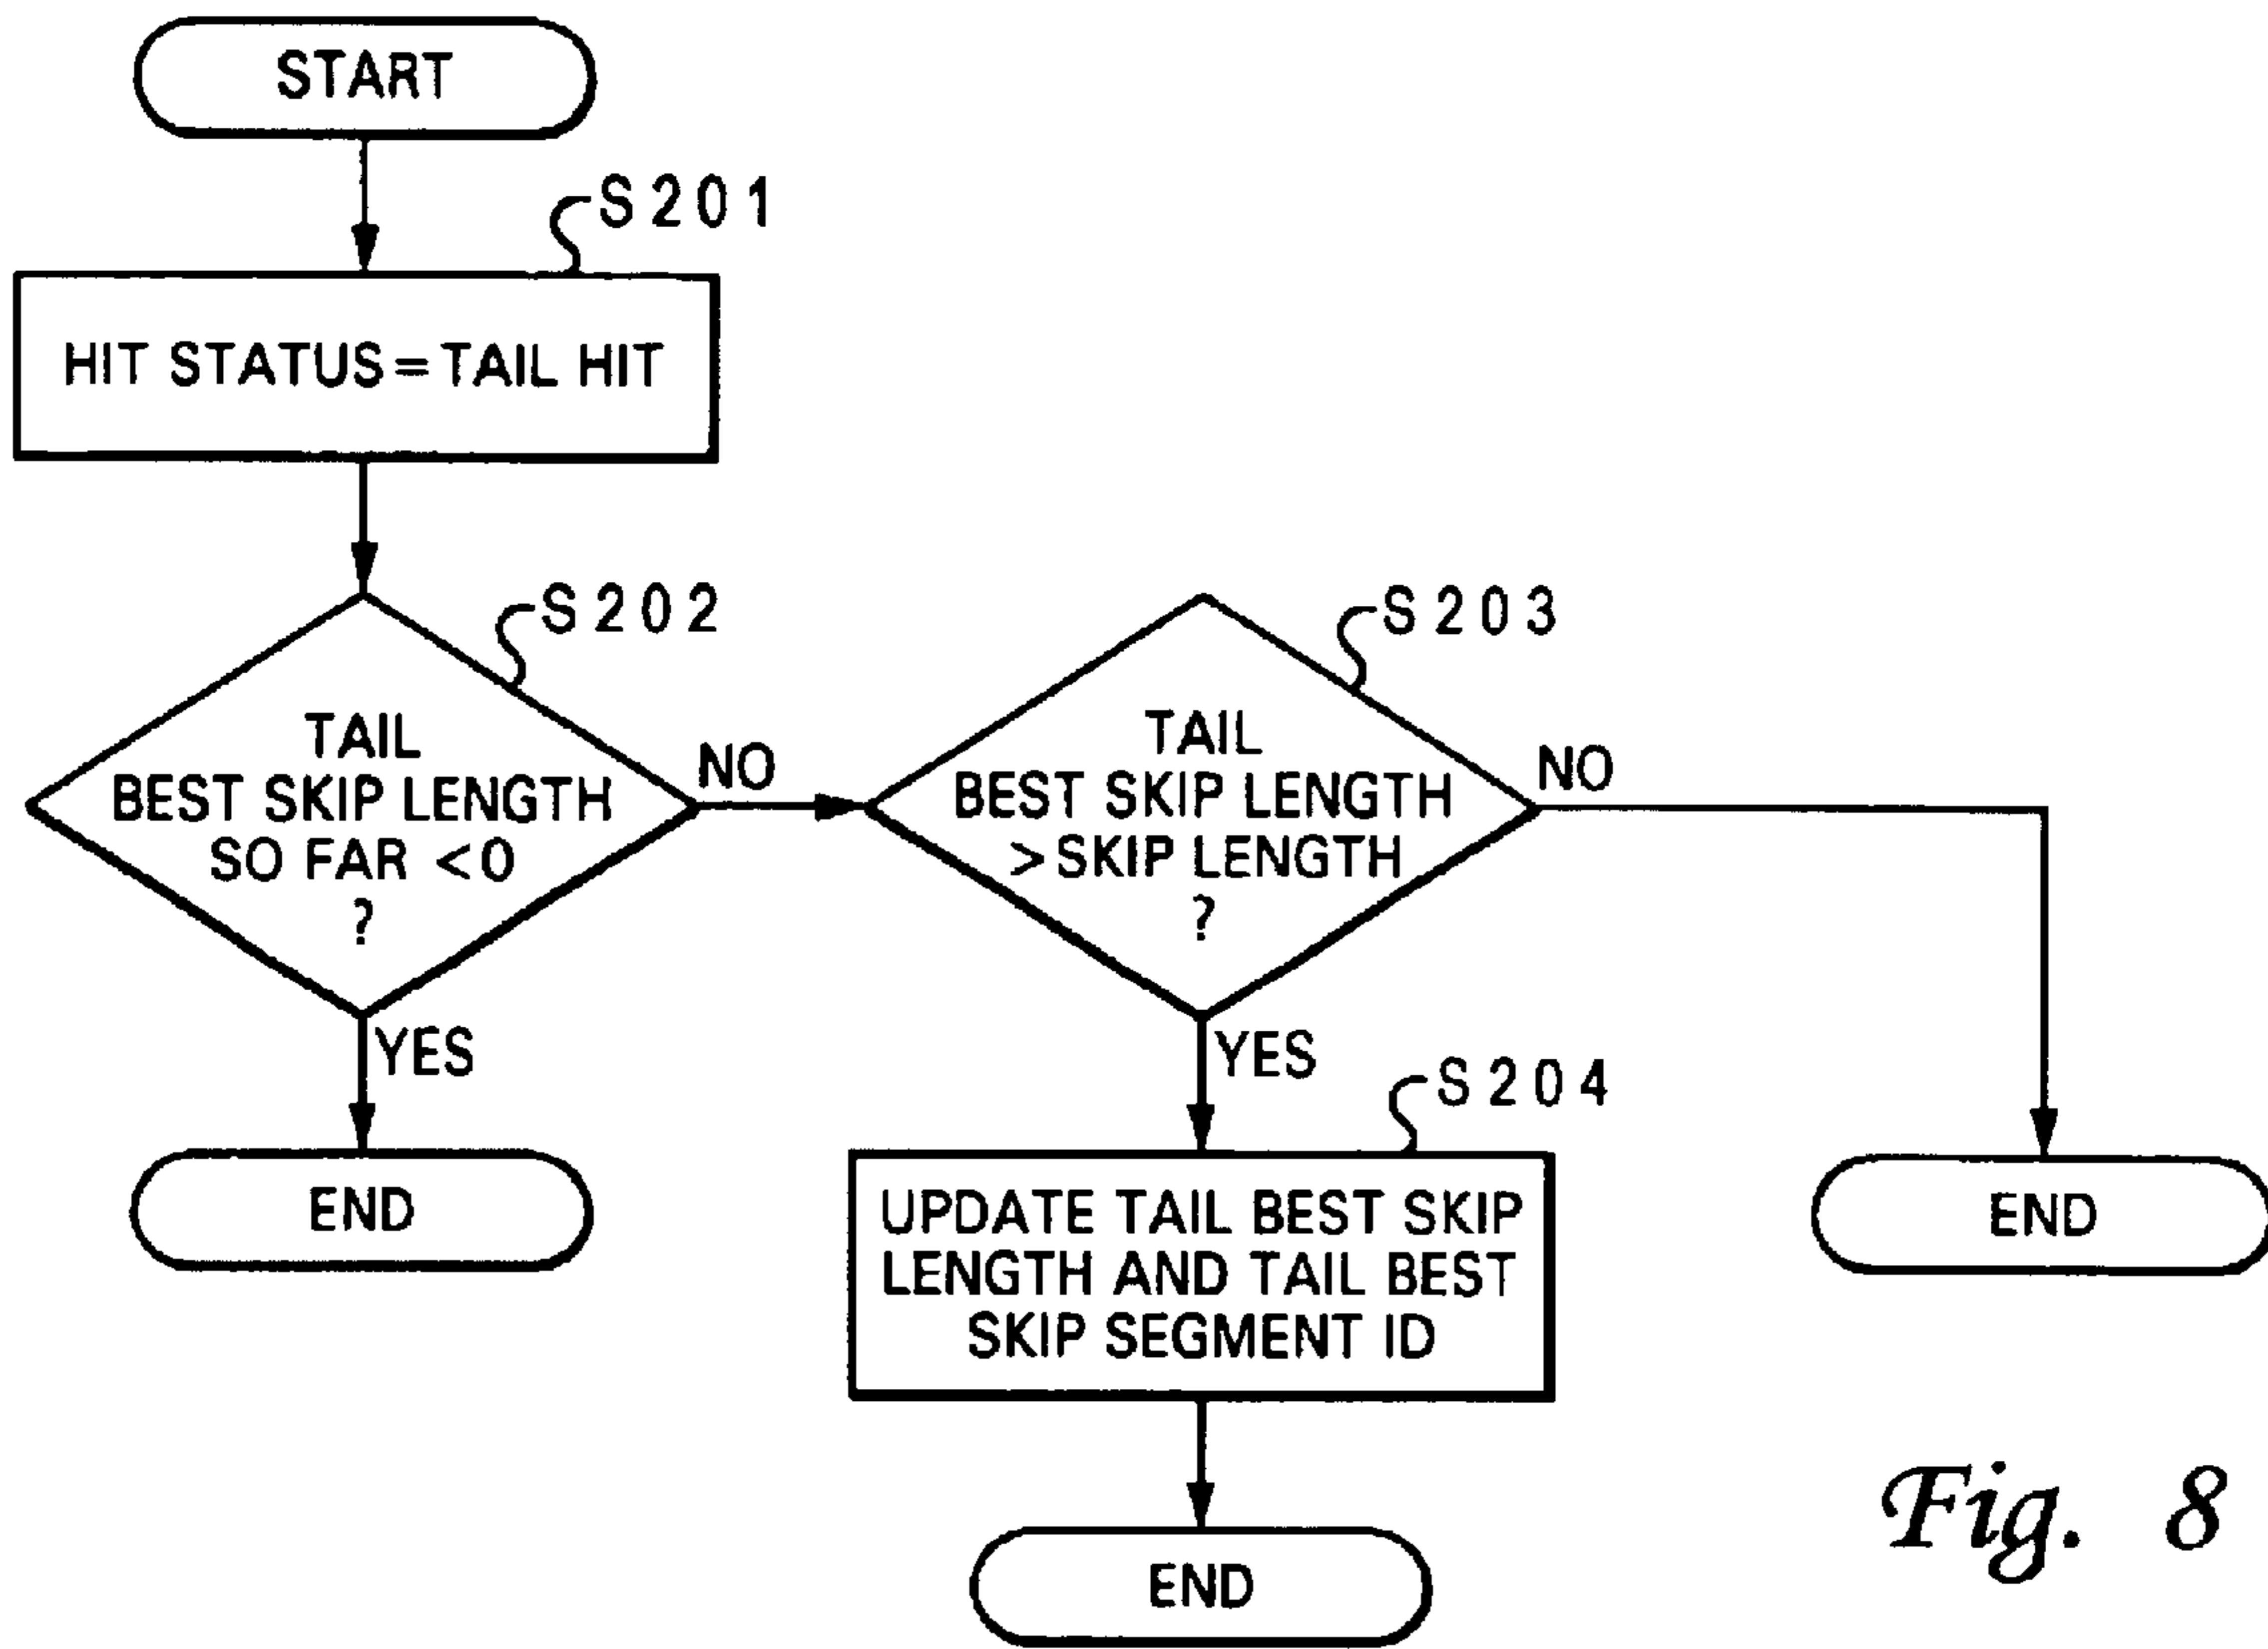 START
S201
HIT STATUS=TAIL HIT
S202
TAIL
BEST SKIP LENGTH
SO FAR <0
?
NO
YES
END
S203
TAIL
BEST SKIP LENGTH
>SKIP LENGTH
?
NO
YES
S204
UPDATE TAIL BEST SKIP
LENGTH AND TAIL BEST
SKIP SEGMENT ID
END
END
Fig. 8